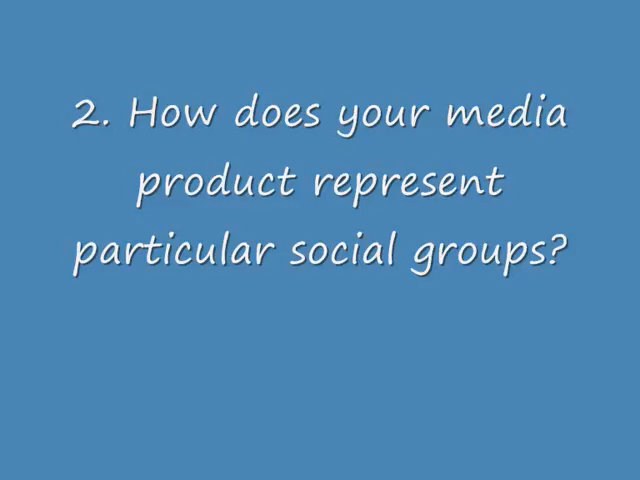 2. How does your media
product represent
particular social groups?